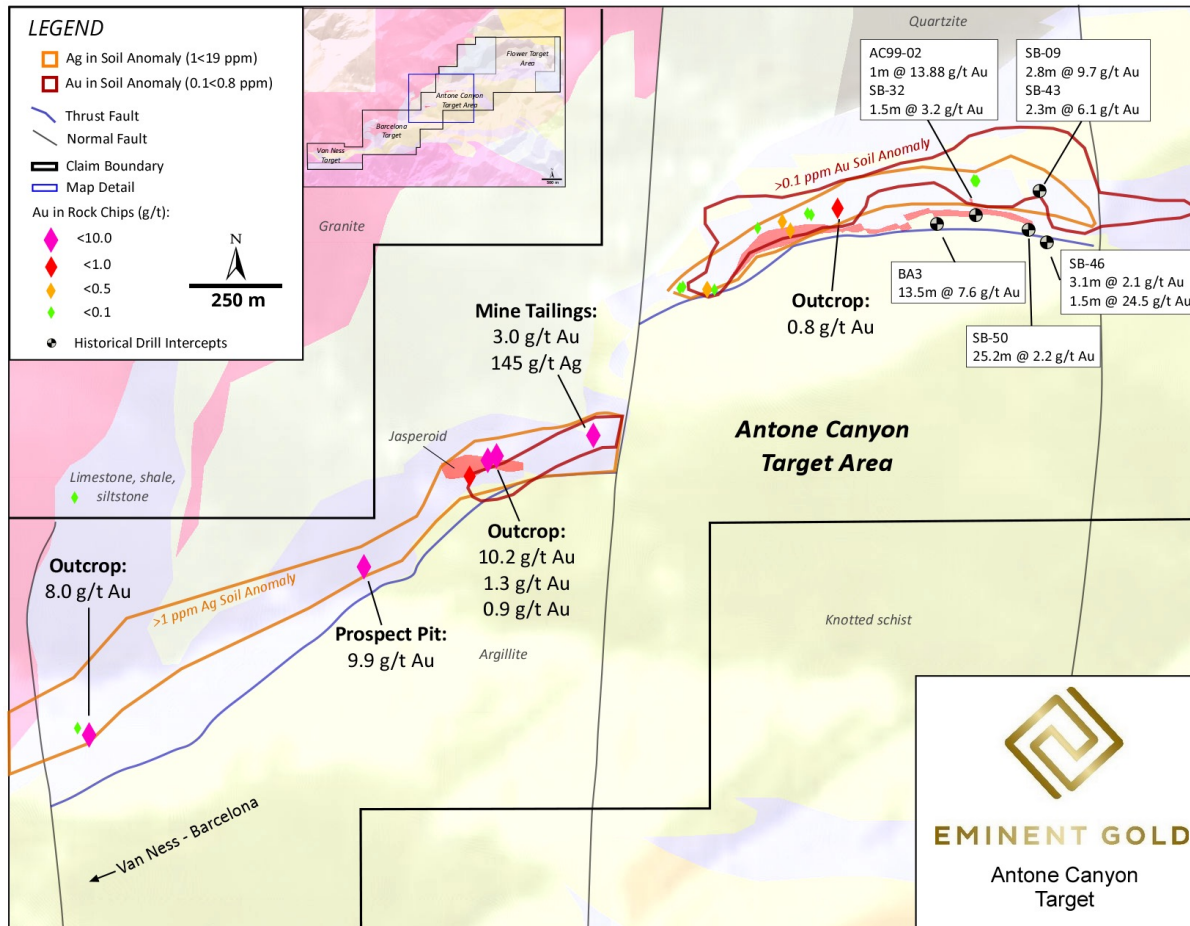 LEGEND
Ag in Soil Anomaly (1<19 ppm)
Au in Soil Anomaly (0.1<0.8 ppm)
Thrust Fault
Normal Fault
Claim Boundary
Map Detail
Au in Rock Chips (g/t):
<10.0
<1.0
<0.5
<0.1
N
250 m
Historical Drill Intercepts
Flower Target
Area
Antone Canyon
Target Area
Barcelona
Target
Van Ness
Target
N
500 m
Quartzite
AC99-02
1m @ 13.88 g/t Au
SB-32
1.5m @ 3.2 g/t Au
SB-09
2.8m @ 9.7 g/t Au
SB-43
2.3m @ 6.1 g/t Au
>0.1 ppm Au Soil Anomaly
Granite
BA3
13.5m @ 7.6 g/t Au
SB-46
3.1m @ 2.1 g/t Au
1.5m @ 24.5 g/t Au
Outcrop:
0.8 g/t Au
SB-50
25.2m @ 2.2 g/t Au
Mine Tailings:
3.0 g/t Au
145 g/t Ag
Antone Canyon
Target Area
Jasperoid
Limestone, shale,
siltstone
Outcrop:
10.2 g/t Au
1.3 g/t Au
0.9 g/t Au
Outcrop:
8.0 g/t Au
>1 ppm Ag Soil Anomaly
Prospect Pit:
9.9 g/t Au
Argillite
Knotted schist
Van Ness - Barcelona
EMINENT GOLD
Antone Canyon
Target